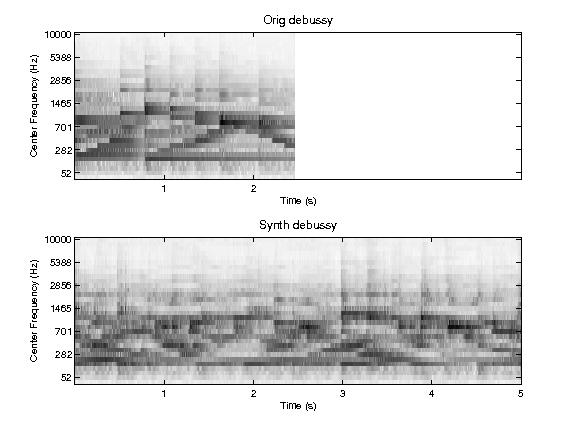 Orig debussy
10000
5388
2856
1465
701
282
52
Center Frequency (Hz)
1 2
Time (s)
Synth debussy
10000
5388
2856
1465
701
282
52
Center Frequency (Hz)
1 2 3 4 5
Time (s)